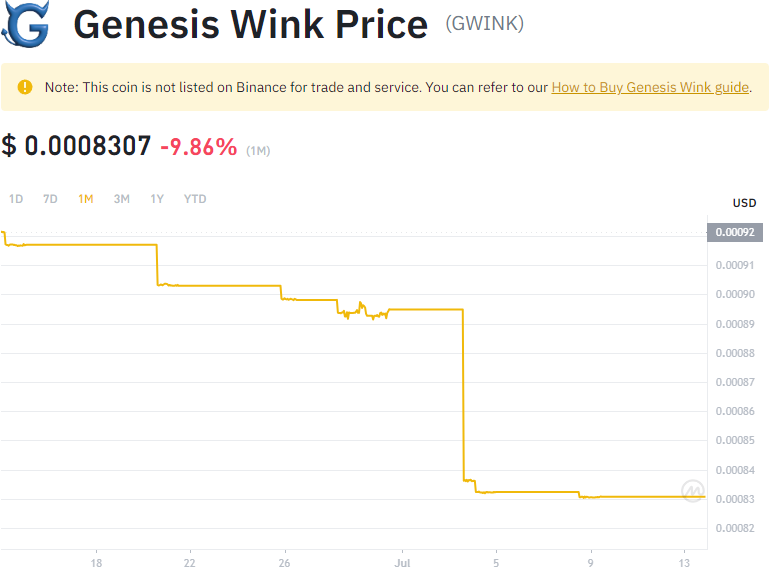 Genesis Wink Price (GWINK)
Note: This coin is not listed on Binance for trade and service. You can refer to our How to Buy Genesis Wink guide.
$ 0.0008307 -9.86% (1M)
1D 7D 1M 3M 1Y YTD
USD
0.00092
0.00091
0.00090
0.00089
0.00088
0.00087
0.00086
0.00085
0.00084
0.00083
0.00082
18 22 26 Jul 5 9 13